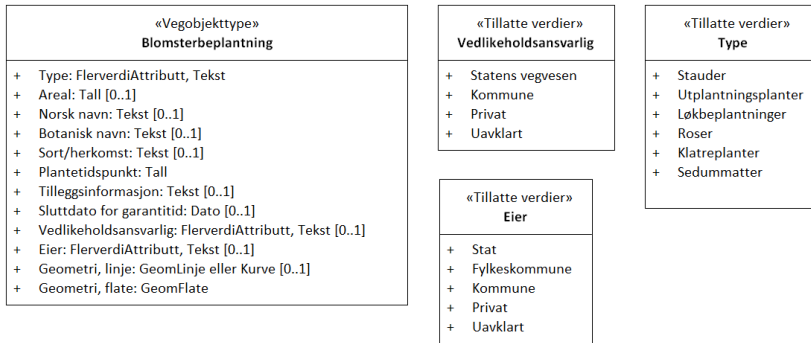 «Vegobjekttype»
Blomsterbeplantning
+ Type: FlerverdiAttributt, Tekst
+ Areal: Tall [0..1]
+ Norsk navn: Tekst [0..1]
+ Botanisk navn: Tekst [0..1]
+ Sort/herkomst: Tekst [0..1]
+ Plantetidspunkt: Tall
+ Tilleggsinformasjon: Tekst [0..1]
+ Sluttdato for garantitid: Dato [0..1]
+ Vedlikeholdsansvarlig: FlerverdiAttributt, Tekst [0..1]
+ Eier: FlerverdiAttributt, Tekst [0..1]
+ Geometri, linje: GeomLinje eller Kurve [0..1]
+ Geometri, flate: GeomFlate
«Tillatte verdier»
Vedlikeholdsansvarlig
+ Statens vegvesen
+ Kommune
+ Privat
+ Uavklart
«Tillatte verdier»
Eier
+ Stat
+ Fylkeskommune
+ Kommune
+ Privat
+ Uavklart
«Tillatte verdier»
Type
+ Stauder
+ Utplantningsplanter
+ Løkbeplantninger
+ Roser
+ Klatreplanter
+ Sedummatter